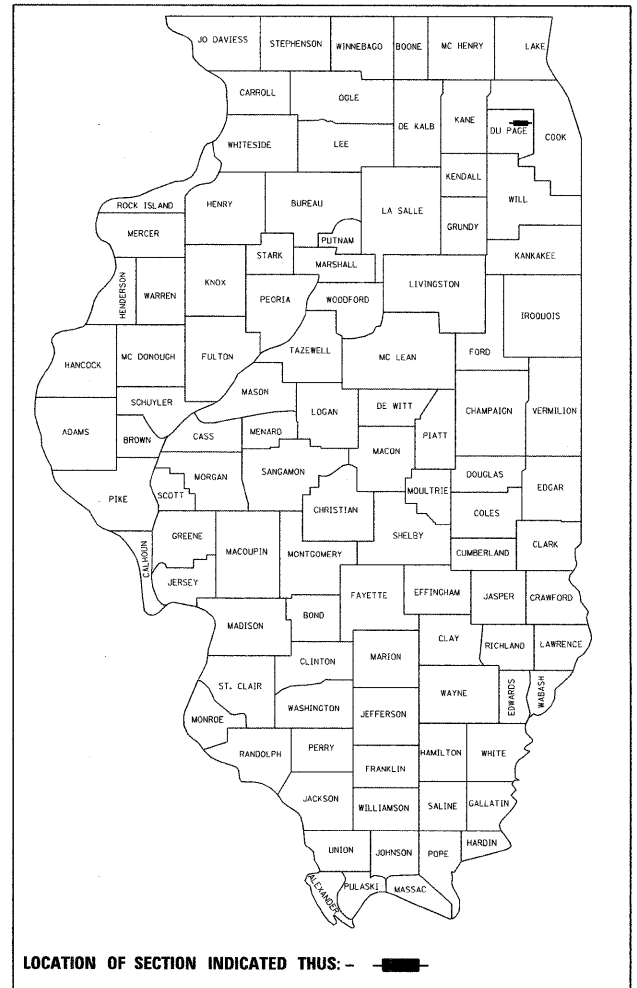 JO DAVIESS STEPHENSON WINNEBAGO BOONE MC HENRY LAKE
CARROLL OGLE DE KALB KANE DU PAGE COOK
WHITESIDE LEE
KENDALL
ROCK ISLAND HENRY BUREAU LA SALLE WILL
MERCER PUTNAM GRUNDY
STARK MARSHALL KANKAKEE
HENDERSON WARREN KNOX PEORIA WOODFORD LIVINGSTON IROQUOIS
HANCOCK MC DONOUGH FULTON TAZEWELL MC LEAN FORD
MASON
SCHUYLER LOGAN DE WITT CHAMPAIGN VERMILION
ADAMS BROWN CASS MENARD MACON PIATT
MORGAN SANGAMON DOUGLAS
PIKE SCOTT CHRISTIAN MOULTRIE EDGAR
COLES
GREENE MACOUPIN SHELBY
CALHOUN MONTGOMERY CUMBERLAND CLARK
JERSEY
FAYETTE EFFINGHAM JASPER CRAWFORD
MADISON BOND
CLAY RICHLAND LAWRENCE
CLINTON MARION
ST. CLAIR WAYNE EDWARDS WABASH
WASHINGTON JEFFERSON
MONROE
RANDOLPH PERRY HAMILTON WHITE
FRANKLIN
JACKSON WILLIAMSON SALINE GALLATIN
UNION JOHNSON POPE HARDIN
ALEXANDER PULASKI MASSAC
LOCATION OF SECTION INDICATED THUS: -